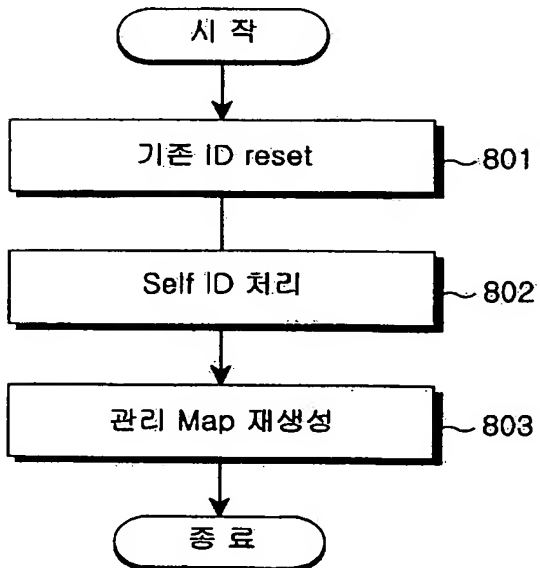 시 작
기존 ID reset
801
Self ID 처리
802
관리 Map 재생성
803
종 료